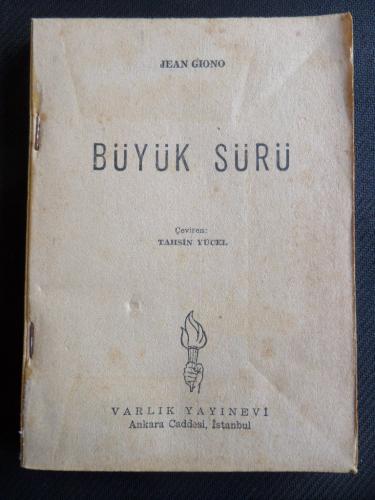 JEAN GIONO
BÜYÜK SÜRÜ
Çeviren:
TAHSİN YÜCEL
VARLIK YAYINEVİ
Ankara Caddesi, İstanbul